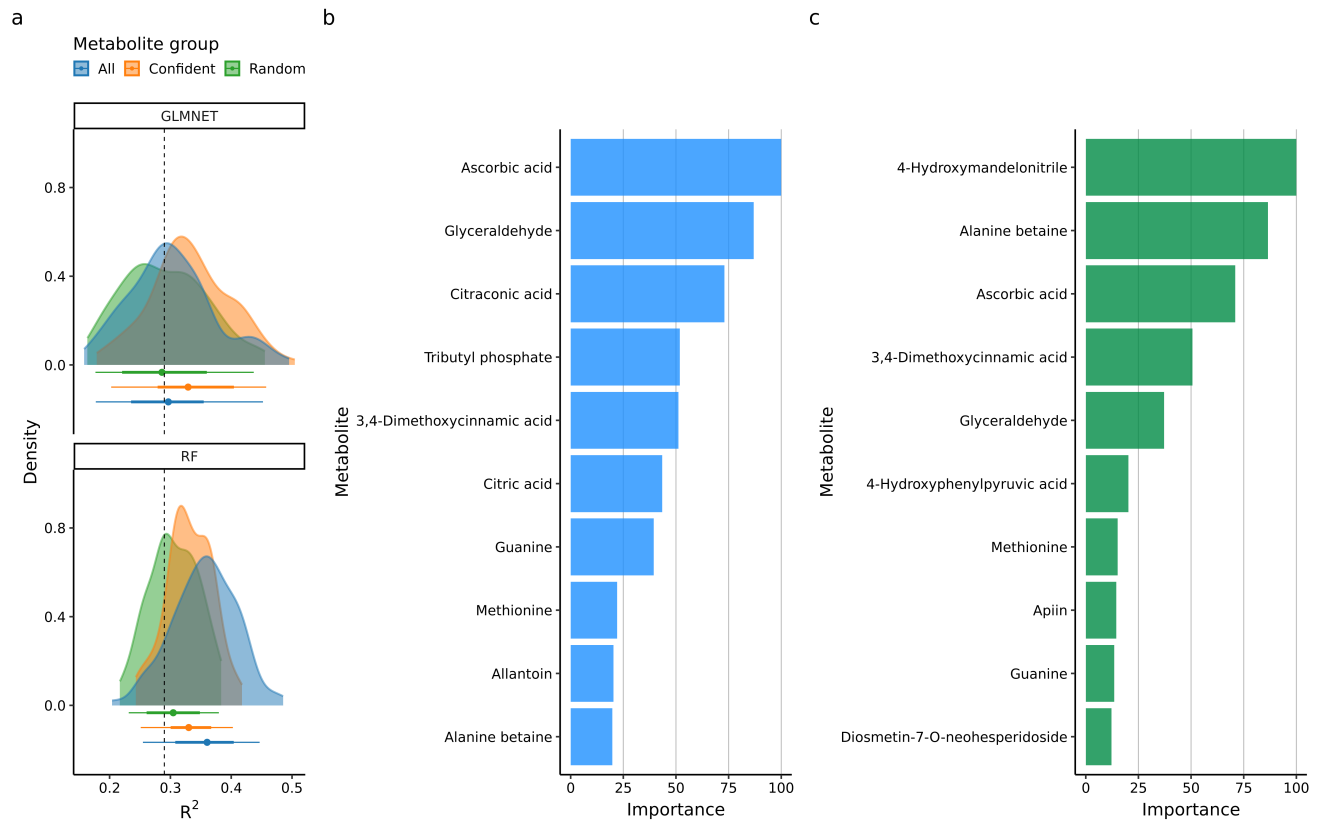 a
Metabolite group
All
Confident
Random
GLMNET
0.8
0.4
0.0
Density
RF
0.8
0.4
0.0
0.2
0.3
0.4
0.5
R²
b
Metabolite
Ascorbic acid
Glyceraldehyde
Citraconic acid
Tributyl phosphate
3,4-Dimethoxycinnamic acid
Citric acid
Guanine
Methionine
Allantoin
Alanine betaine
0
25
50
75
100
Importance
c
Metabolite
4-Hydroxymandelonitrile
Alanine betaine
Ascorbic acid
3,4-Dimethoxycinnamic acid
Glyceraldehyde
4-Hydroxyphenylpyruvic acid
Methionine
Apiin
Guanine
Diosmetin-7-O-neohesperidoside
0
25
50
75
100
Importance